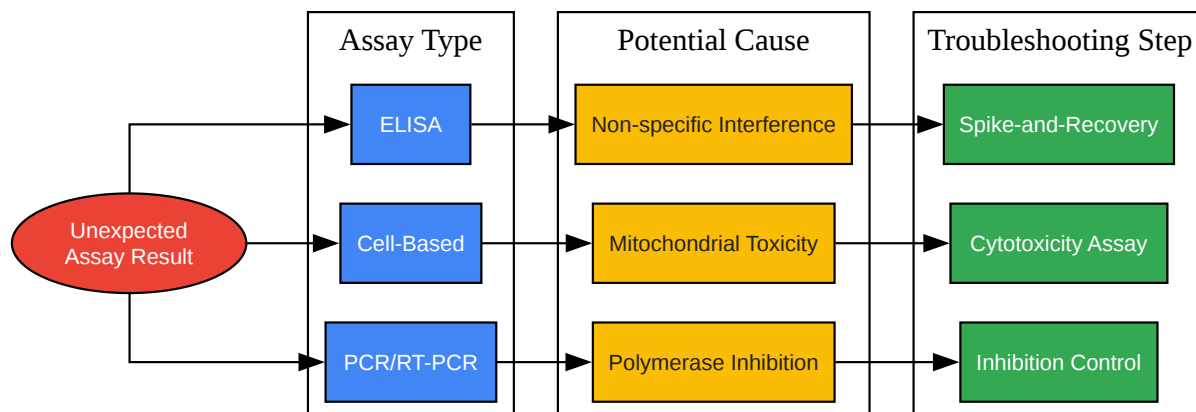 Assay Type
Potential Cause
Troubleshooting Step
ELISA
Non-specific Interference
Spike-and-Recovery
Unexpected
Assay Result
Cell-Based
Mitochondrial Toxicity
Cytotoxicity Assay
PCR/RT-PCR
Polymerase Inhibition
Inhibition Control